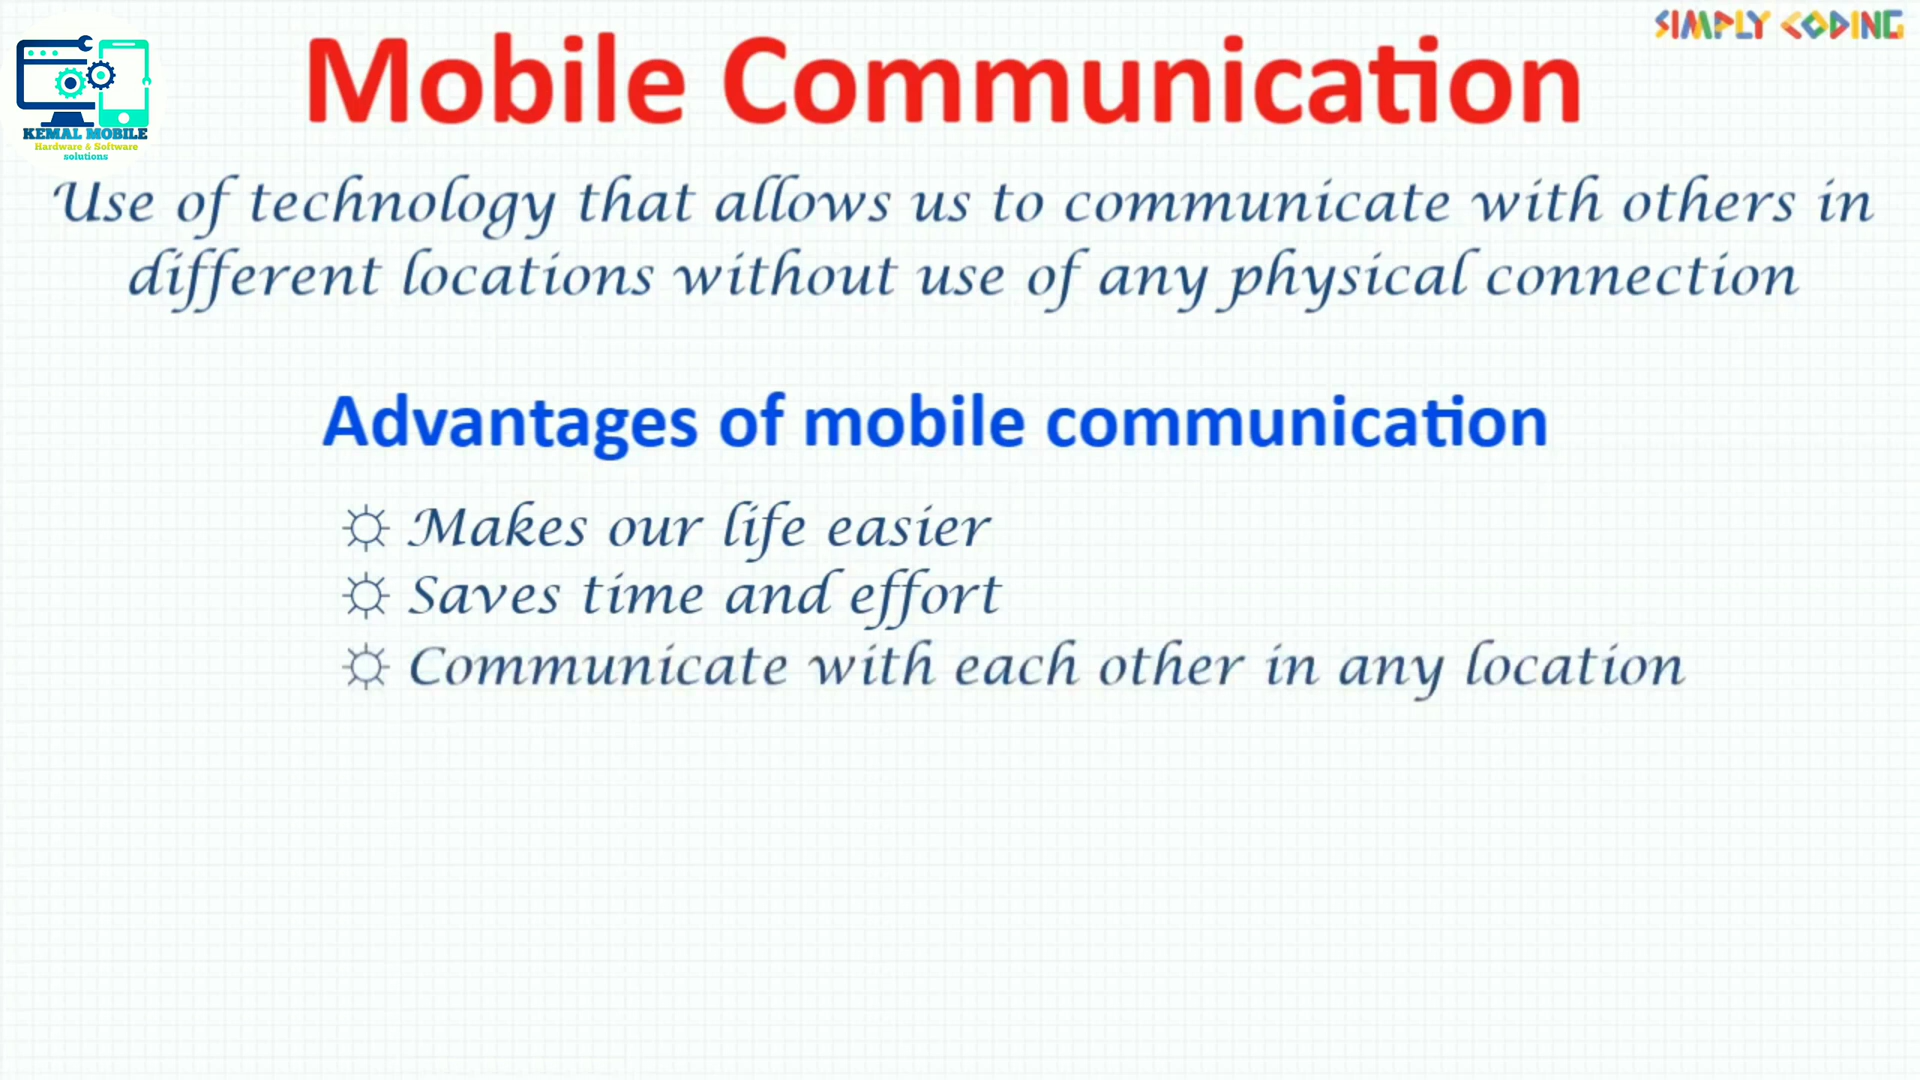 SIMPLY CODING
Mobile Communication
KEMAL MOBILE
Hardware & Software
solutions
Use of technology that allows us to communicate with others in
different locations without use of any physical connection
Advantages of mobile communication
Makes our life easier
Saves time and effort
Communicate with each other in any location